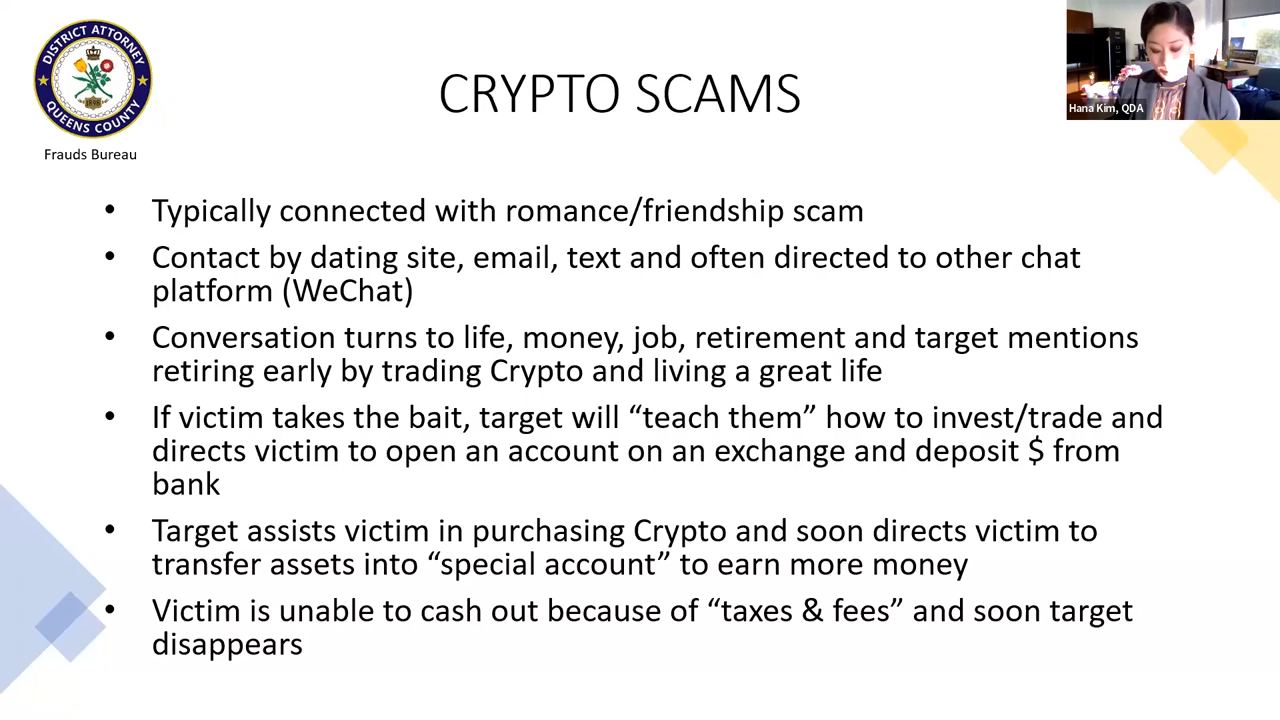 DISTRICT ATTORNEY
QUEENS COUNTY
1898
Frauds Bureau
CRYPTO SCAMS
Hana Kim, QDA
• Typically connected with romance/friendship scam
• Contact by dating site, email, text and often directed to other chat
platform (WeChat)
• Conversation turns to life, money, job, retirement and target mentions
retiring early by trading Crypto and living a great life
• If victim takes the bait, target will “teach them” how to invest/trade and
directs victim to open an account on an exchange and deposit $ from
bank
• Target assists victim in purchasing Crypto and soon directs victim to
transfer assets into “special account” to earn more money
• Victim is unable to cash out because of “taxes & fees” and soon target
disappears